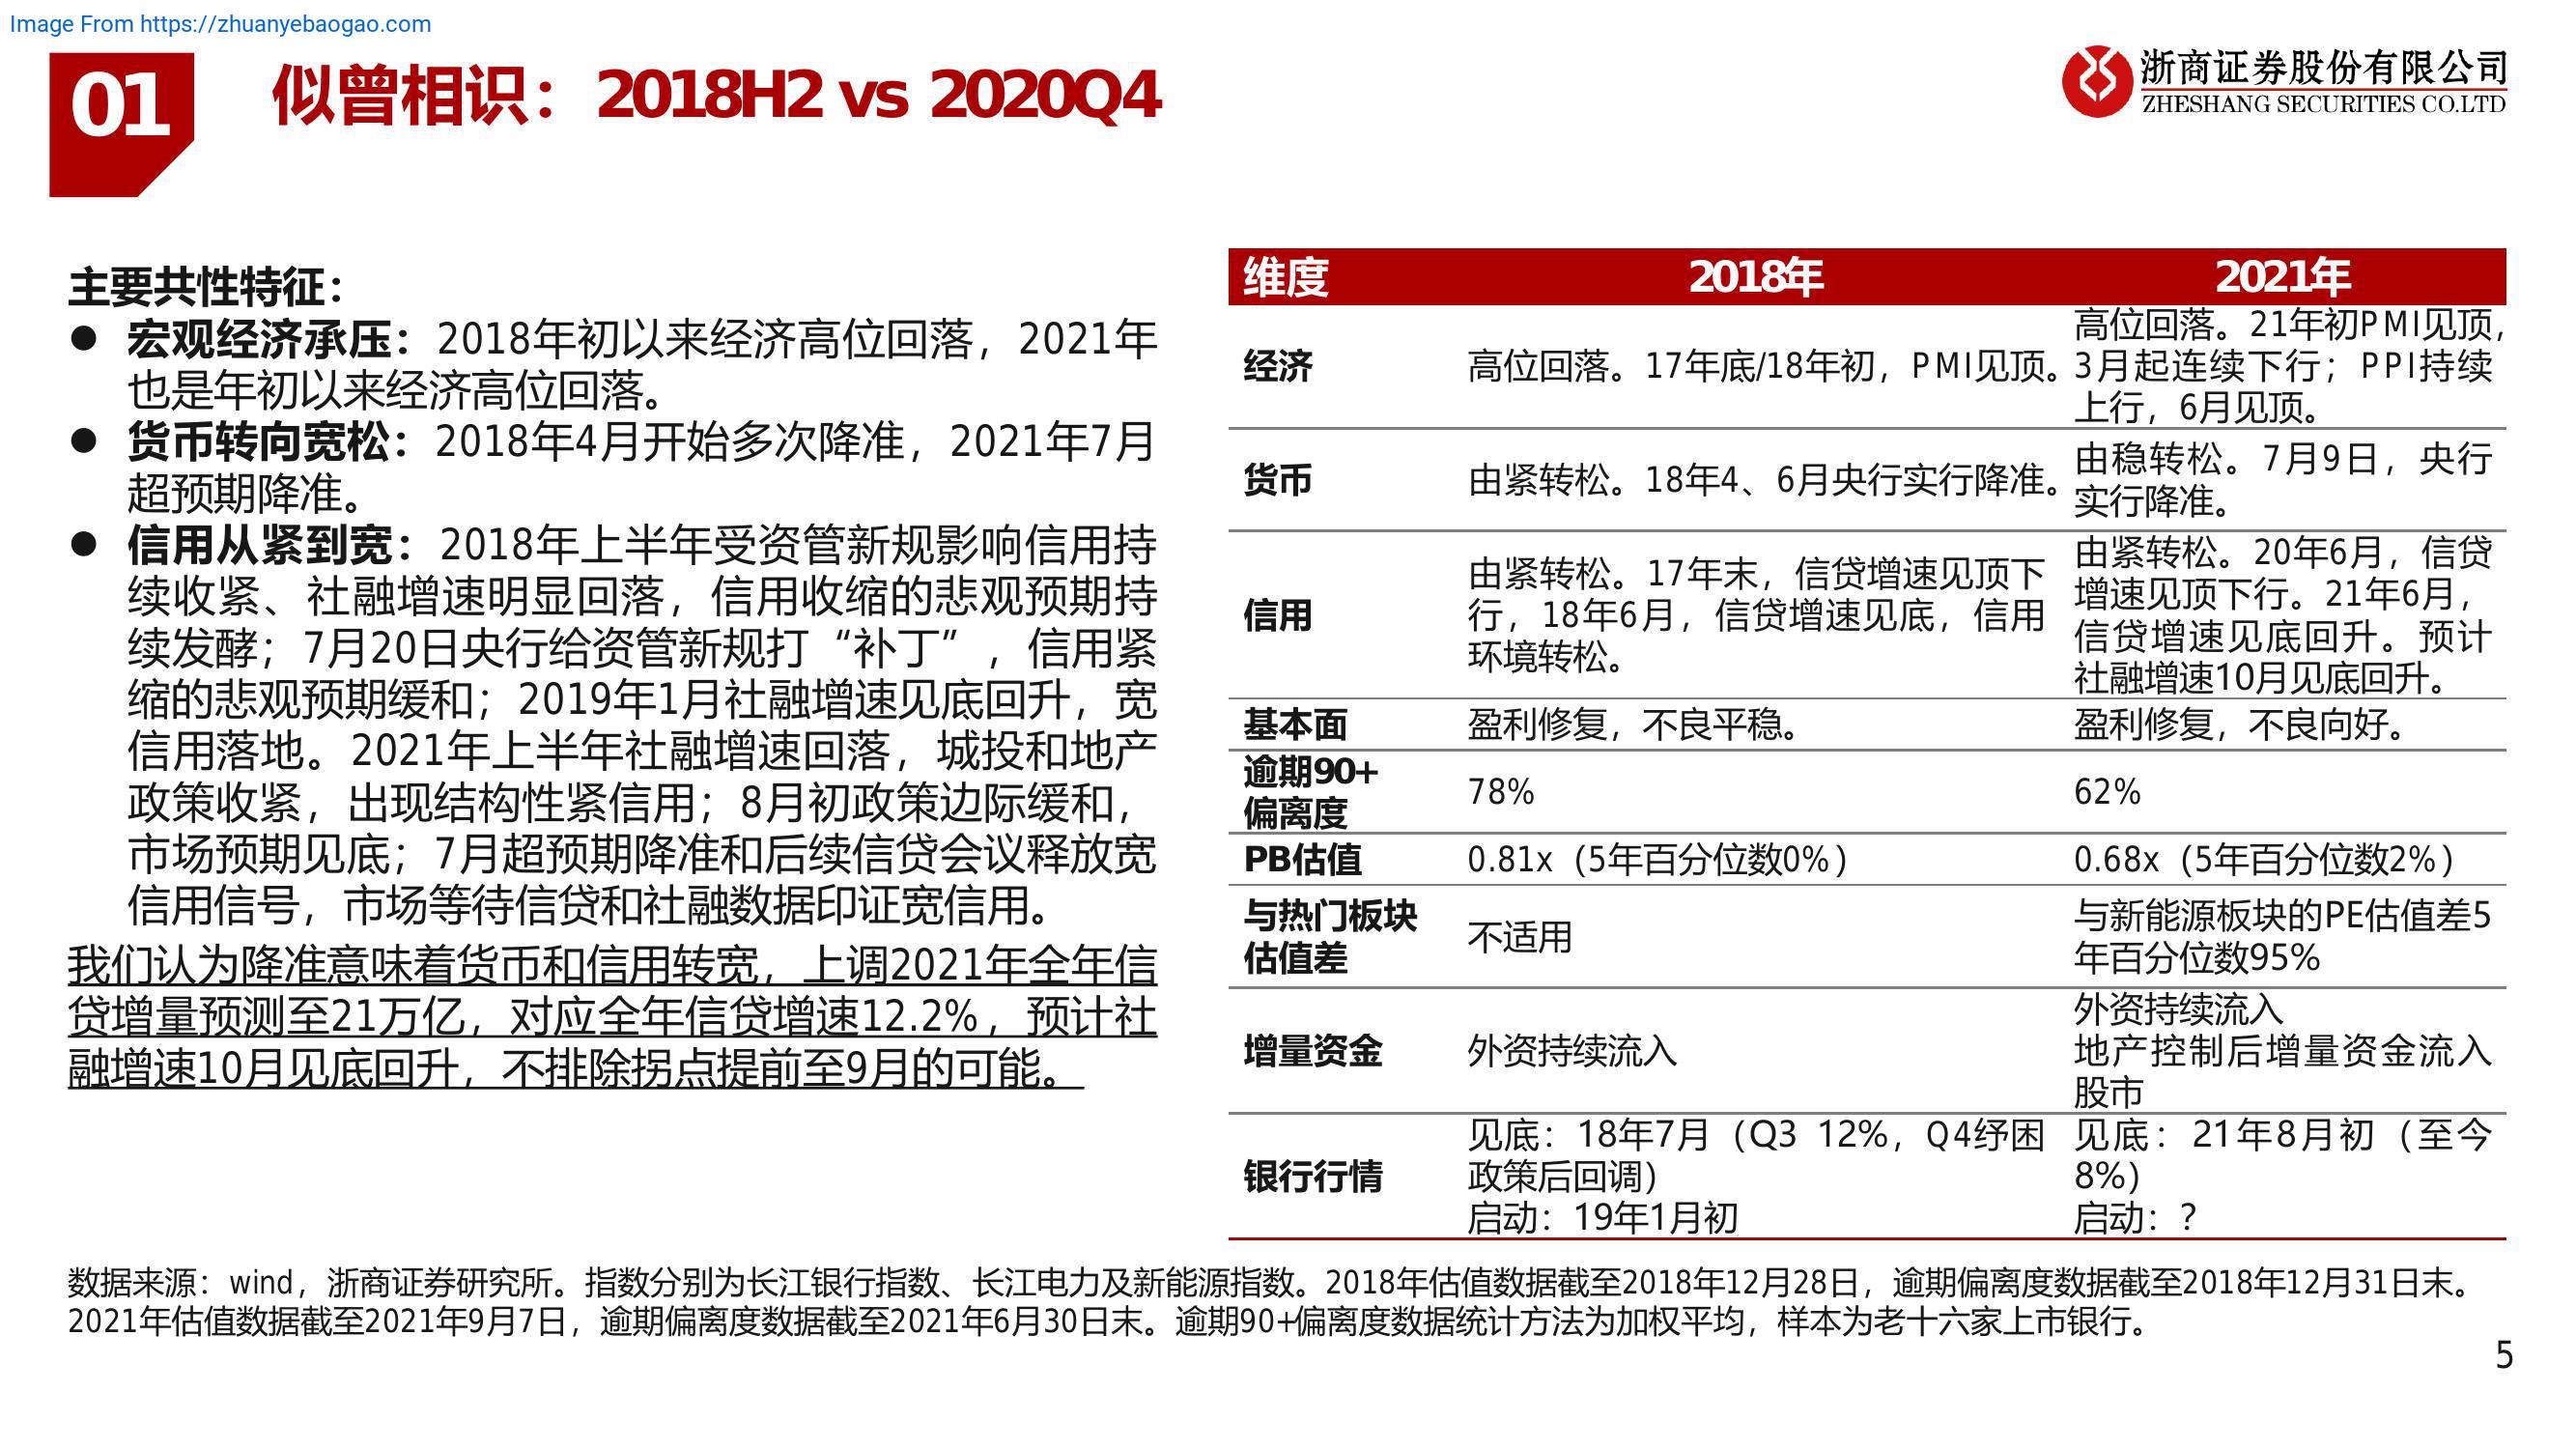 Image From https://zhuanyebaogao.com
01
似曾相识：2018H2 vs 2020Q4
浙商证券股份有限公司
ZHESHANG SECURITIES CO.LTD
主要共性特征：
● 宏观经济承压：2018年初以来经济高位回落，2021年
也是年初以来经济高位回落。
● 货币转向宽松：2018年4月开始多次降准，2021年7月
超预期降准。
● 信用从紧到宽：2018年上半年受资管新规影响信用持
续收紧、社融增速明显回落，信用收缩的悲观预期持
续发酵；7月20日央行给资管新规打“补丁”，信用紧
缩的悲观预期缓和；2019年1月社融增速见底回升，宽
信用落地。2021年上半年社融增速回落，城投和地产
政策收紧，出现结构性紧信用；8月初政策边际缓和，
市场预期见底；7月超预期降准和后续信贷会议释放宽
信用信号，市场等待信贷和社融数据印证宽信用。
我们认为降准意味着货币和信用转宽，上调2021年全年信
贷增量预测至21万亿，对应全年信贷增速12.2%，预计社
融增速10月见底回升，不排除拐点提前至9月的可能。
维度 2018年 2021年
经济
高位回落。17年底/18年初，PMI见顶。
高位回落。21年初PMI见顶，
3月起连续下行；PPI持续
上行，6月见顶。
货币
由紧转松。18年4、6月央行实行降准。
由稳转松。7月9日，央行
实行降准。
信用
由紧转松。17年末，信贷增速见顶下
行，18年6月，信贷增速见底，信用
环境转松。
由紧转松。20年6月，信贷
增速见顶下行。21年6月，
信贷增速见底回升。预计
社融增速10月见底回升。
基本面 盈利修复，不良平稳。 盈利修复，不良向好。
逾期90+
偏离度
78%
62%
PB估值 0.81x（5年百分位数0%） 0.68x（5年百分位数2%）
与热门板块
估值差
不适用
与新能源板块的PE估值差5
年百分位数95%
增量资金
外资持续流入
外资持续流入
地产控制后增量资金流入
股市
银行行情
见底：18年7月（Q3 12%，Q4纾困
政策后回调）
启动：19年1月初
见底：21年8月初（至今
8%）
启动：？
数据来源：wind，浙商证券研究所。指数分别为长江银行指数、长江电力及新能源指数。2018年估值数据截至2018年12月28日，逾期偏离度数据截至2018年12月31日末。
2021年估值数据截至2021年9月7日，逾期偏离度数据截至2021年6月30日末。逾期90+偏离度数据统计方法为加权平均，样本为老十六家上市银行。
5